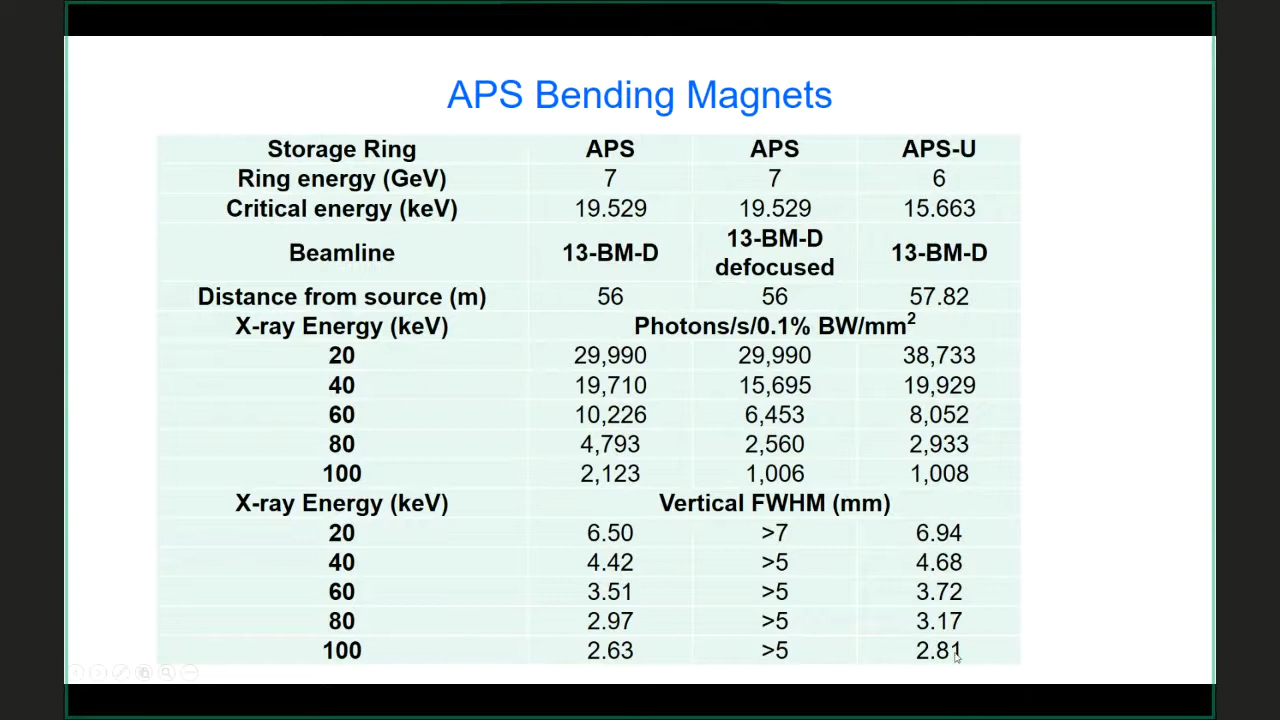 APS Bending Magnets
Storage Ring APS APS APS-U
Ring energy (GeV) 7 7 6
Critical energy (keV) 19.529 19.529 15.663
Beamline 13-BM-D 13-BM-D defocused 13-BM-D
Distance from source (m) 56 56 57.82
X-ray Energy (keV) Photons/s/0.1% BW/mm²
20 29,990 29,990 38,733
40 19,710 15,695 19,929
60 10,226 6,453 8,052
80 4,793 2,560 2,933
100 2,123 1,006 1,008
X-ray Energy (keV) Vertical FWHM (mm)
20 6.50 >7 6.94
40 4.42 >5 4.68
60 3.51 >5 3.72
80 2.97 >5 3.17
100 2.63 >5 2.81